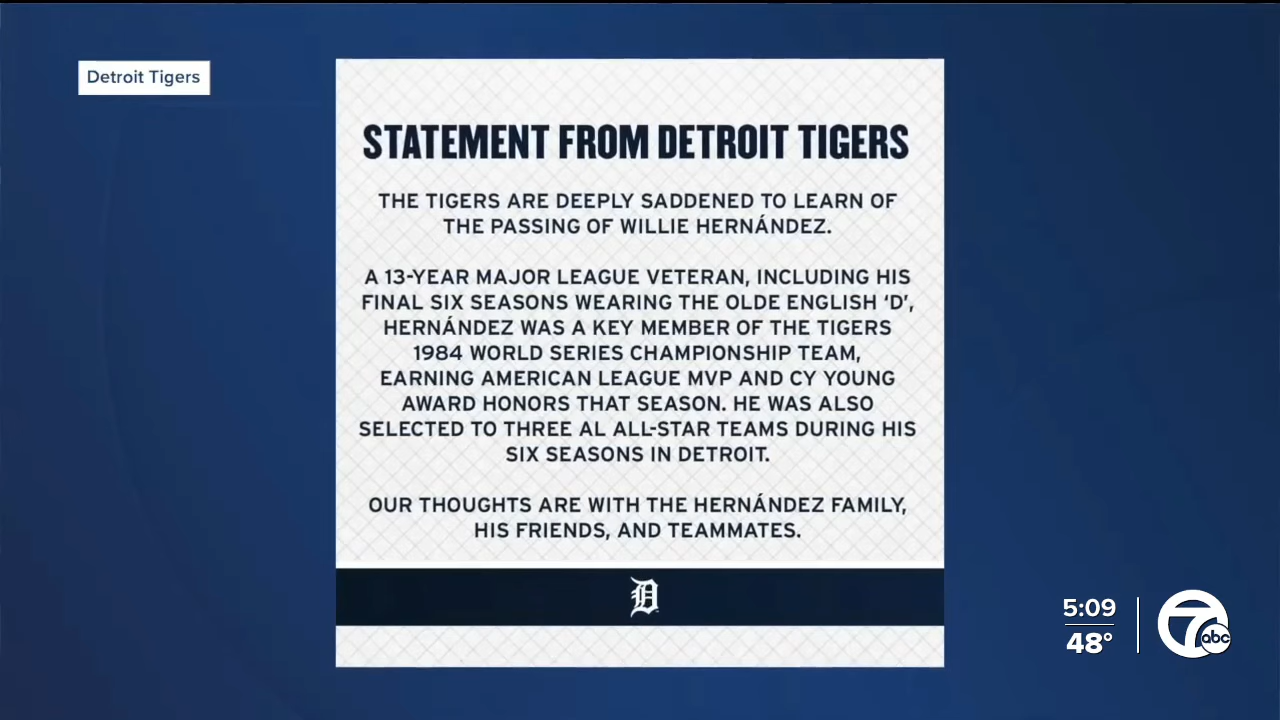 Detroit Tigers
STATEMENT FROM DETROIT TIGERS
THE TIGERS ARE DEEPLY SADDENED TO LEARN OF
THE PASSING OF WILLIE HERNÁNDEZ.
A 13-YEAR MAJOR LEAGUE VETERAN, INCLUDING HIS
FINAL SIX SEASONS WEARING THE OLDE ENGLISH ‘D’,
HERNÁNDEZ WAS A KEY MEMBER OF THE TIGERS
1984 WORLD SERIES CHAMPIONSHIP TEAM,
EARNING AMERICAN LEAGUE MVP AND CY YOUNG
AWARD HONORS THAT SEASON. HE WAS ALSO
SELECTED TO THREE AL ALL-STAR TEAMS DURING HIS
SIX SEASONS IN DETROIT.
OUR THOUGHTS ARE WITH THE HERNÁNDEZ FAMILY,
HIS FRIENDS, AND TEAMMATES.
D
5:09
48°
7 abc